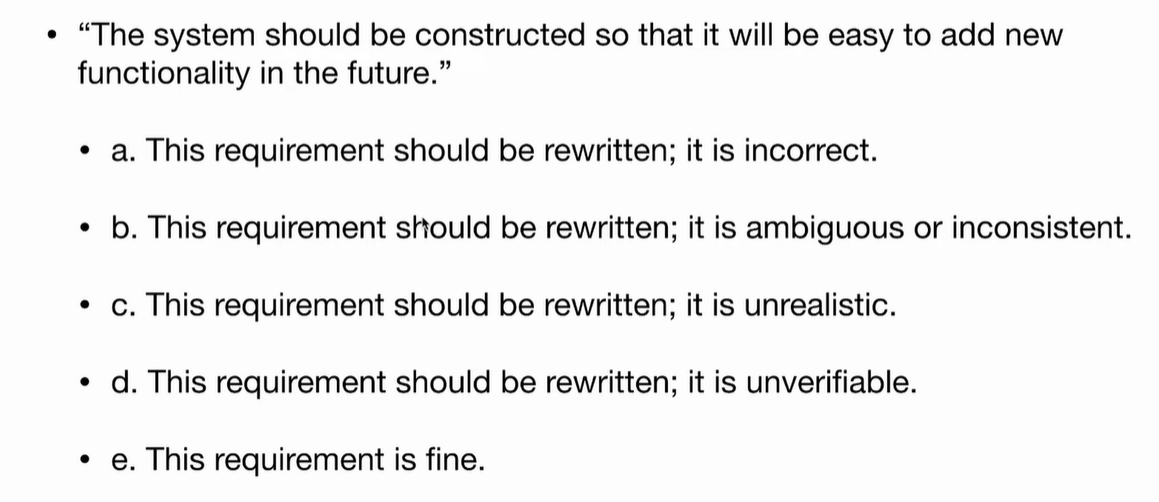 • “The system should be constructed so that it will be easy to add new
functionality in the future.”
• a. This requirement should be rewritten; it is incorrect.
• b. This requirement should be rewritten; it is ambiguous or inconsistent.
• c. This requirement should be rewritten; it is unrealistic.
• d. This requirement should be rewritten; it is unverifiable.
• e. This requirement is fine.